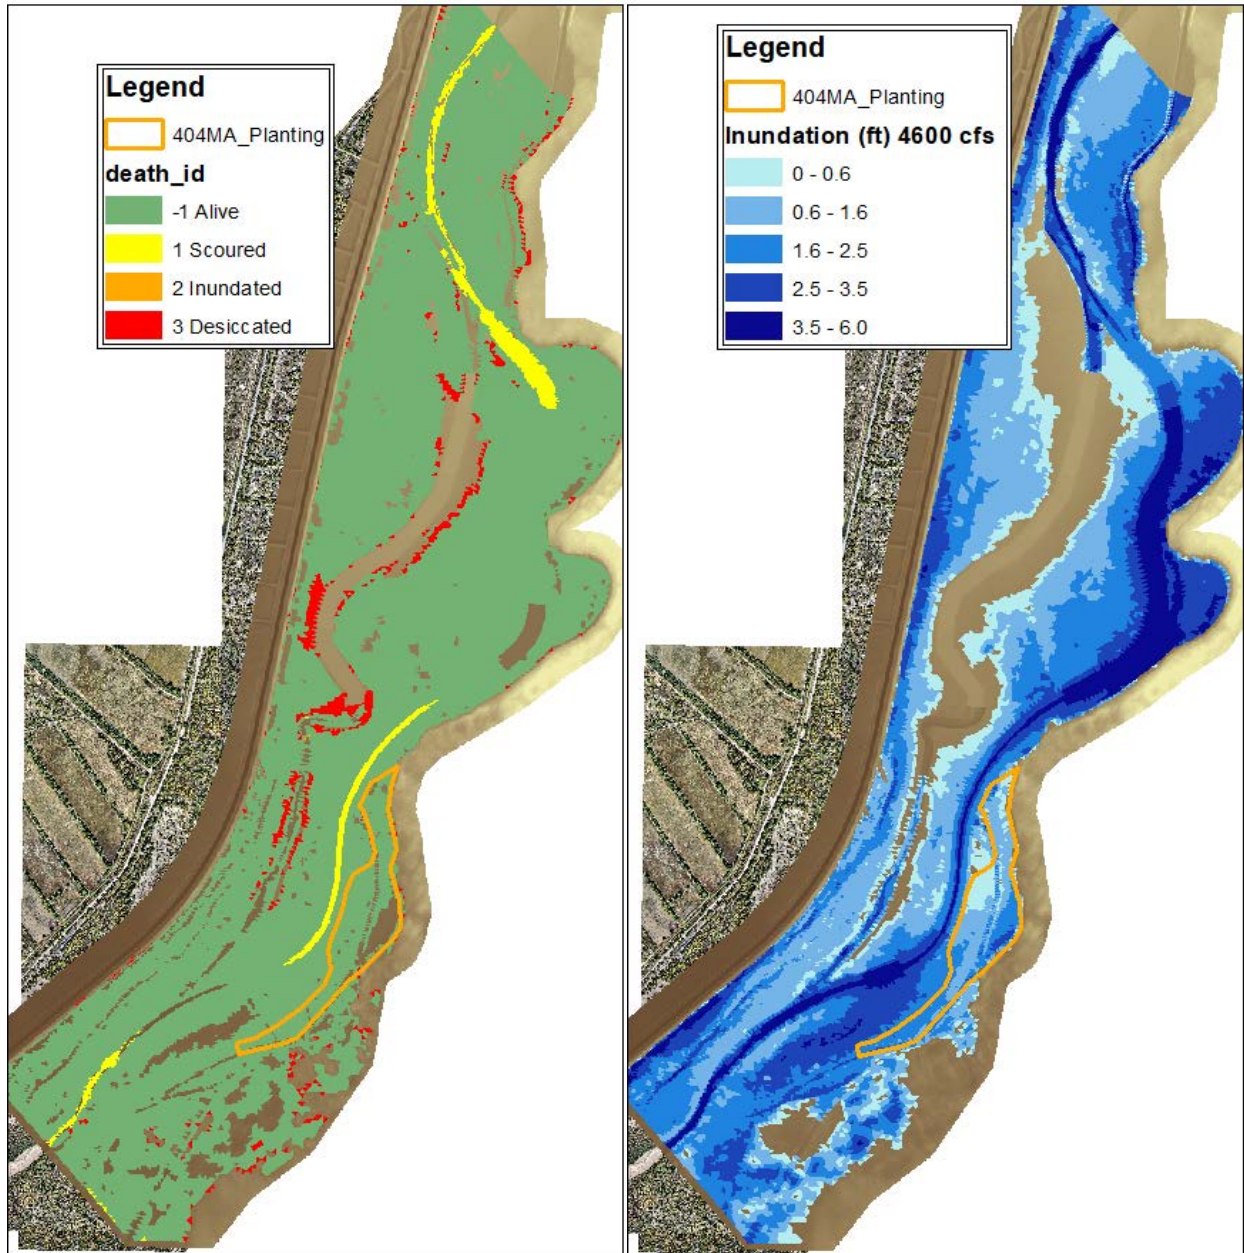 Legend
404MA_Planting
death_id
-1 Alive
1 Scoured
2 Inundated
3 Desiccated
Legend
404MA_Planting
Inundation (ft) 4600 cfs
0 - 0.6
0.6 - 1.6
1.6 - 2.5
2.5 - 3.5
3.5 - 6.0